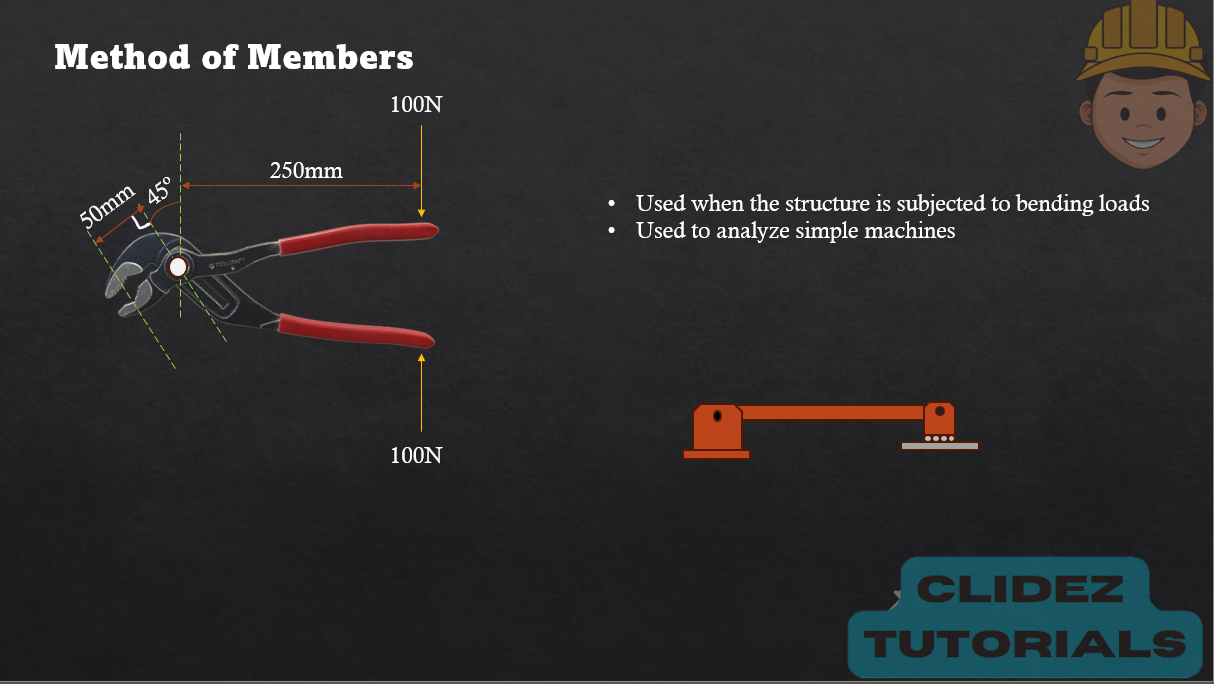 Method of Members
100N
250mm
50mm
45°
• Used when the structure is subjected to bending loads
• Used to analyze simple machines
100N
CLIDEZ
TUTORIALS